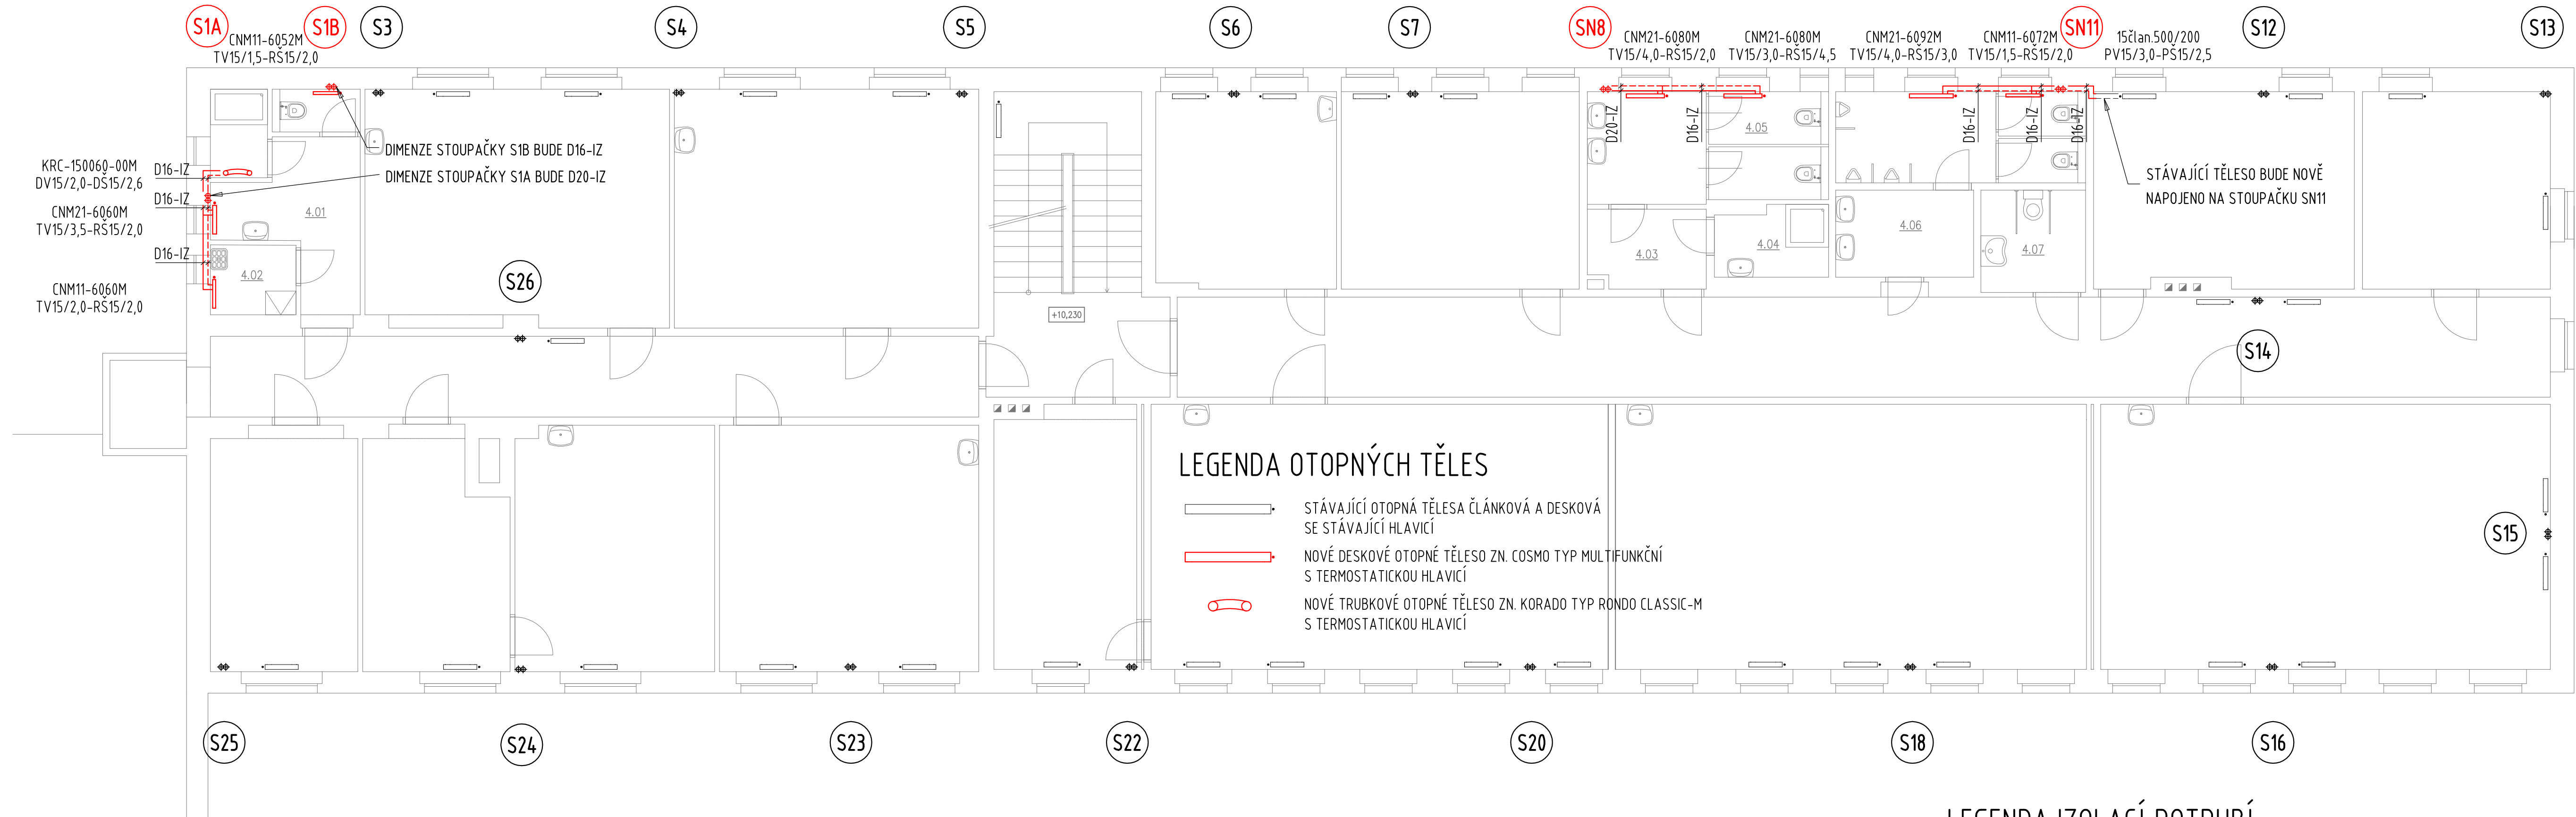 S1A
S1B
S3
S4
S5
S6
S7
SN8
SN11
S12
S13
CNM11-6052M
TV15/1,5-RŠ15/2,0
CNM21-6080M
TV15/4,0-RŠ15/2,0
CNM21-6080M
TV15/3,0-RŠ15/4,5
CNM21-6092M
TV15/4,0-RŠ15/3,0
CNM11-6072M
TV15/1,5-RŠ15/2,0
15član.500/200
PV15/3,0-PŠ15/2,5
D20-IZ
D16-IZ
D16-IZ
D16-IZ
D16-IZ
DIMENZE STOUPAČKY S1B BUDE D16-IZ
DIMENZE STOUPAČKY S1A BUDE D20-IZ
KRC-150060-00M
DV15/2,0-DŠ15/2,6
D16-IZ
D16-IZ
CNM21-6060M
TV15/3,5-RŠ15/2,0
D16-IZ
CNM11-6060M
TV15/2,0-RŠ15/2,0
4.01
4.02
4.03
4.04
4.05
4.06
4.07
STÁVAJÍCÍ TĚLESO BUDE NOVĚ
NAPOJENO NA STOUPAČKU SN11
S26
+10,230
S14
LEGENDA OTOPNÝCH TĚLES
STÁVAJÍCÍ OTOPNÁ TĚLESA ČLÁNKOVÁ A DESKOVÁ
SE STÁVAJÍCÍ HLAVICÍ
NOVÉ DESKOVÉ OTOPNÉ TĚLESO ZN. COSMO TYP MULTIFUNKČNÍ
S TERMOSTATICKOU HLAVICÍ
NOVÉ TRUBKOVÉ OTOPNÉ TĚLESO ZN. KORADO TYP RONDO CLASSIC-M
S TERMOSTATICKOU HLAVICÍ
S15
S25
S24
S23
S22
S20
S18
S16
LEGENDA IZOLACÍ POTRUBÍ